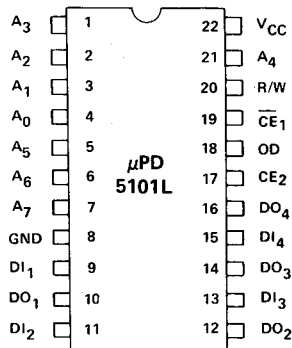 A3 1 22 VCC
A2 2 21 A4
A1 3 20 R/W
A0 4 19 C̅E̅1
A5 5 18 OD
A6 6 µPD 17 CE2
A7 7 5101L 16 DO4
GND 8 15 DI4
DI1 9 14 DO3
DO1 10 13 DI3
DI2 11 12 DO2